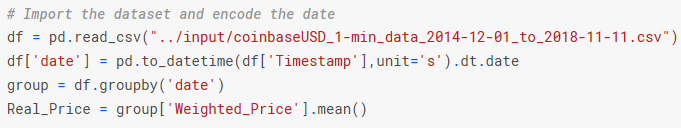 # Import the dataset and encode the date
df = pd.read_csv("../input/coinbaseUSD_1-min_data_2014-12-01_to_2018-11-11.csv")
df['date'] = pd.to_datetime(df['Timestamp'],unit='s').dt.date
group = df.groupby('date')
Real_Price = group['Weighted_Price'].mean()